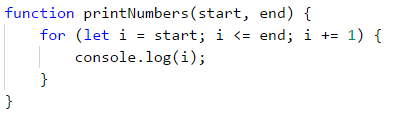 function printNumbers(start, end) {
    for (let i = start; i <= end; i += 1) {
        console.log(i);
    }
}